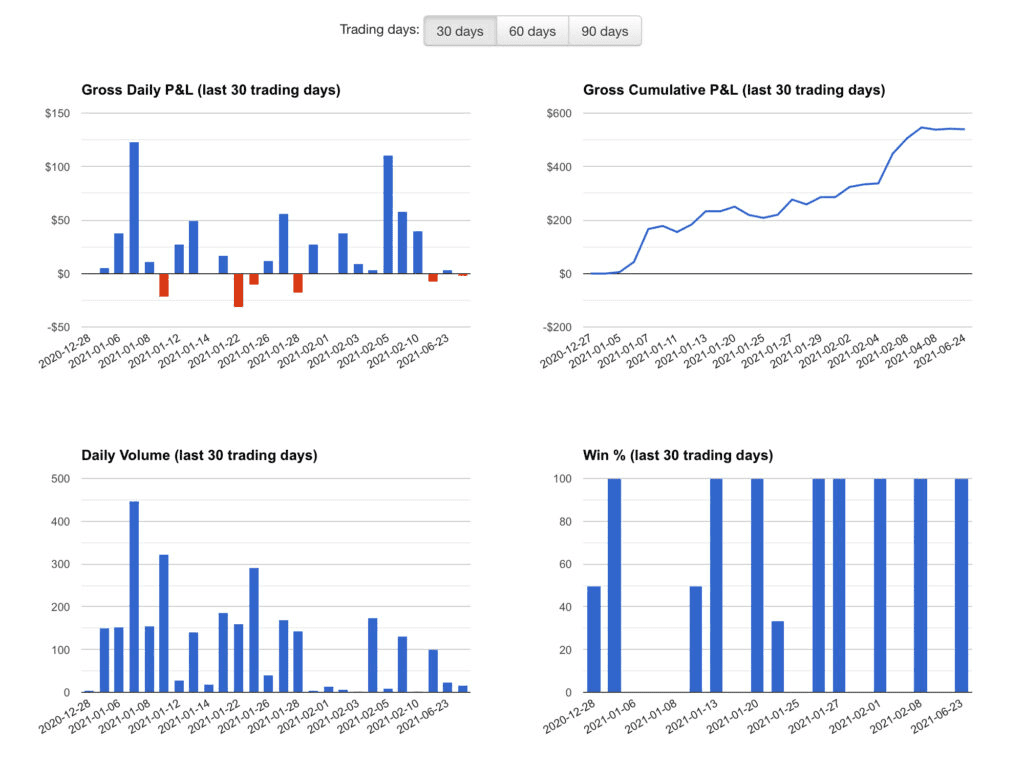 Trading days: 30 days 60 days 90 days
Gross Daily P&L (last 30 trading days)
$150
$100
$50
$0
-$50
2020-12-28 2021-01-06 2021-01-08 2021-01-12 2021-01-14 2021-01-22 2021-01-26 2021-01-28 2021-02-01 2021-02-03 2021-02-05 2021-02-10 2021-06-23
Gross Cumulative P&L (last 30 trading days)
$600
$400
$200
$0
-$200
2020-12-27 2021-01-05 2021-01-07 2021-01-11 2021-01-13 2021-01-20 2021-01-25 2021-01-27 2021-01-29 2021-02-02 2021-02-04 2021-02-08 2021-04-08 2021-06-24
Daily Volume (last 30 trading days)
500
400
300
200
100
0
2020-12-28 2021-01-06 2021-01-08 2021-01-12 2021-01-14 2021-01-22 2021-01-26 2021-01-28 2021-02-01 2021-02-03 2021-02-05 2021-02-10 2021-06-23
Win % (last 30 trading days)
100
80
60
40
20
0
2020-12-28 2021-01-06 2021-01-08 2021-01-13 2021-01-20 2021-01-25 2021-01-27 2021-02-01 2021-02-08 2021-06-23